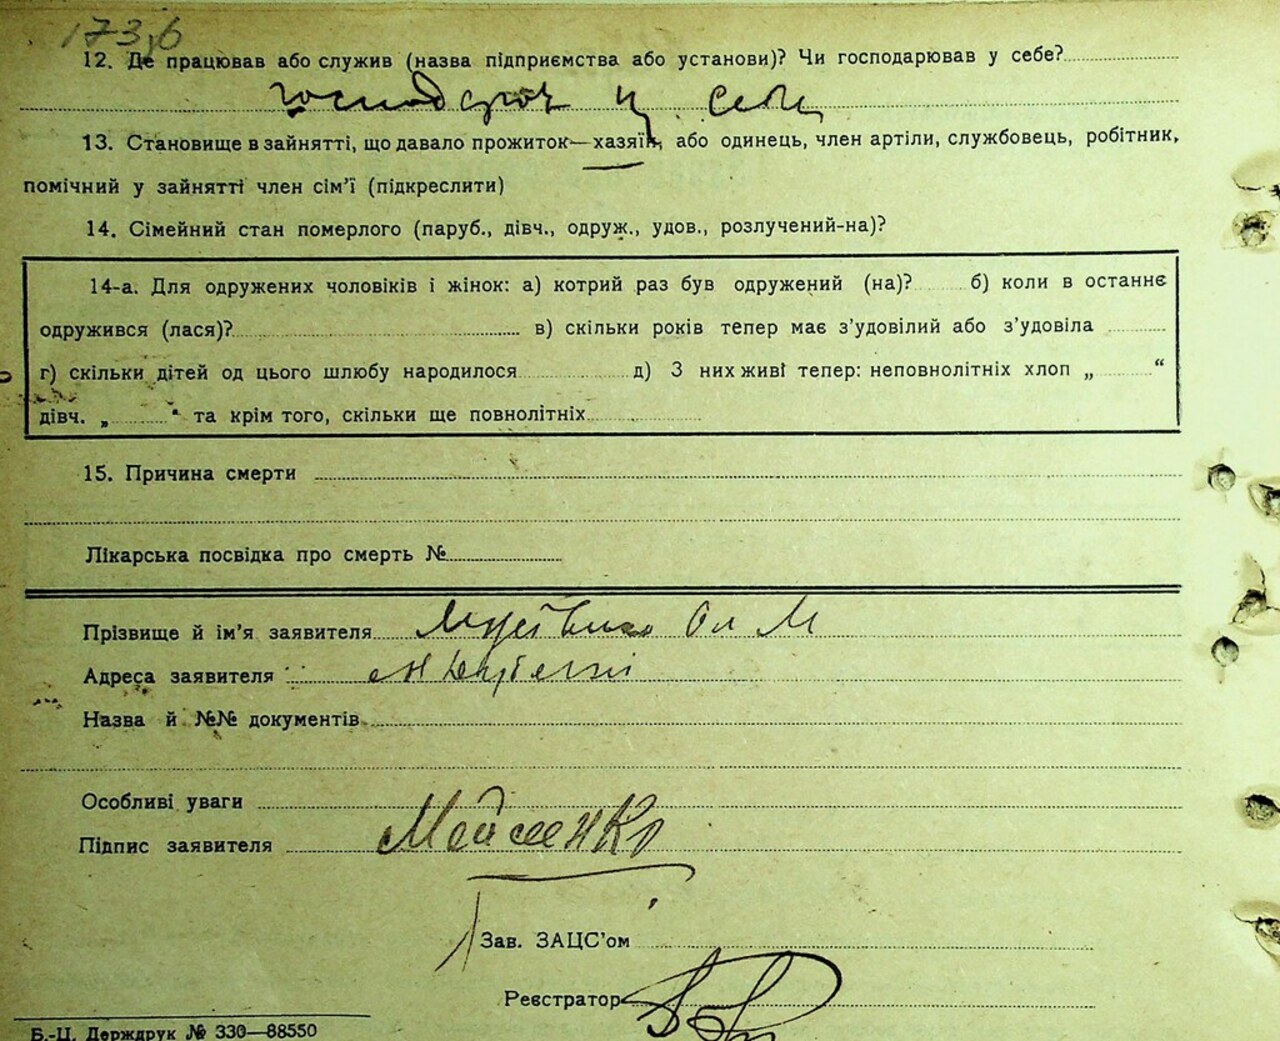 173,6
12. Де працював або служив (назва підприємства або установи)? Чи господарював у себе?
господарюв у себе
13. Становище в зайнятті, що давало прожиток—хазяїн, або одинець, член артілі, службовець, робітник,
помічний у зайнятті член сім'ї (підкреслити)
14. Сімейний стан померлого (паруб., дівч., одруж., удов., розлучений-на)?
14-а. Для одружених чоловіків і жінок: а) котрий раз був одружений (на)? б) коли в останнє
одружився (лася)? в) скільки років тепер має з'удовілий або з'удовіла
г) скільки дітей од цього шлюбу народилося д) З них живі тепер: неповнолітніх хлоп „ “
дівч. „ “ та крім того, скільки ще повнолітніх
15. Причина смерти
Лікарська посвідка про смерть №
Прізвище й ім'я заявителя
Адреса заявителя
Назва й №№ документів
Особливі уваги
Підпис заявителя
Зав. ЗАЦС'ом
Реєстратор
Б.-Ц. Держдрук № 330—88550